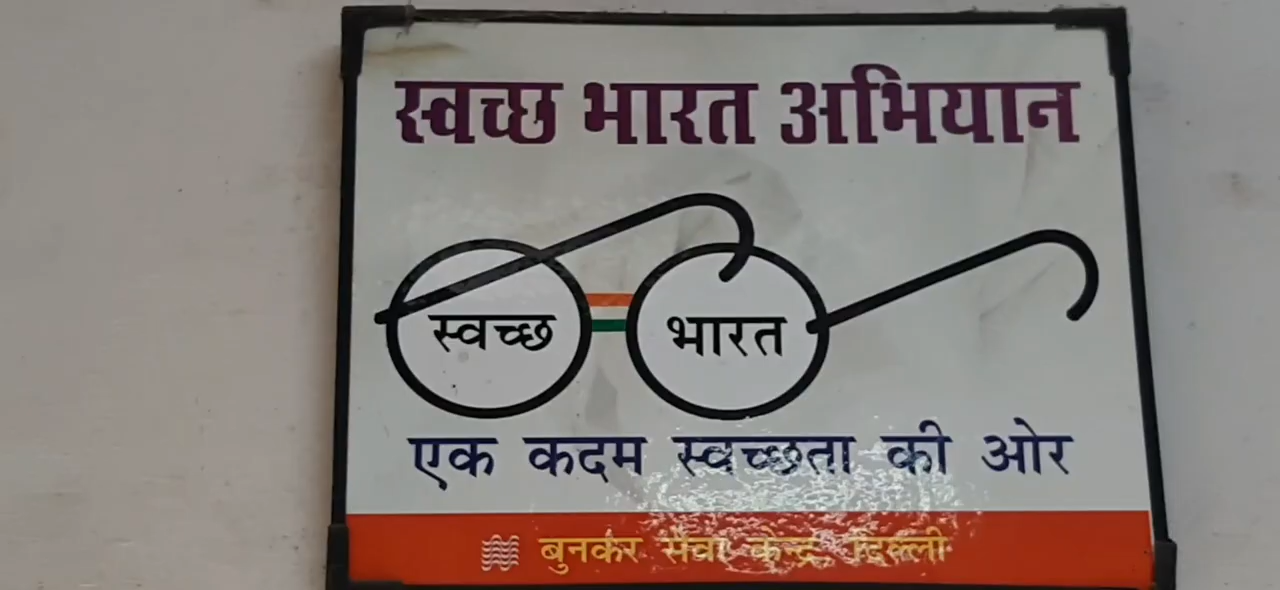 स्वच्छ भारत अभियान
स्वच्छ भारत
एक कदम स्वच्छता की ओर
बुनकर सेवा केन्द्र दिल्ली